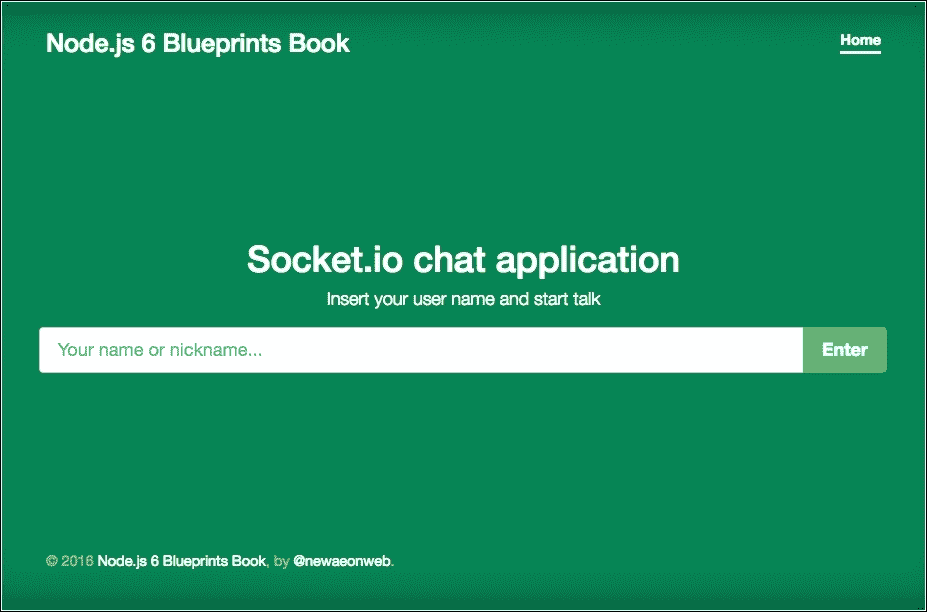 Node.js 6 Blueprints Book
Home
Socket.io chat application
Insert your user name and start talk
Your name or nickname...
Enter
© 2016 Node.js 6 Blueprints Book, by @newaeonweb.